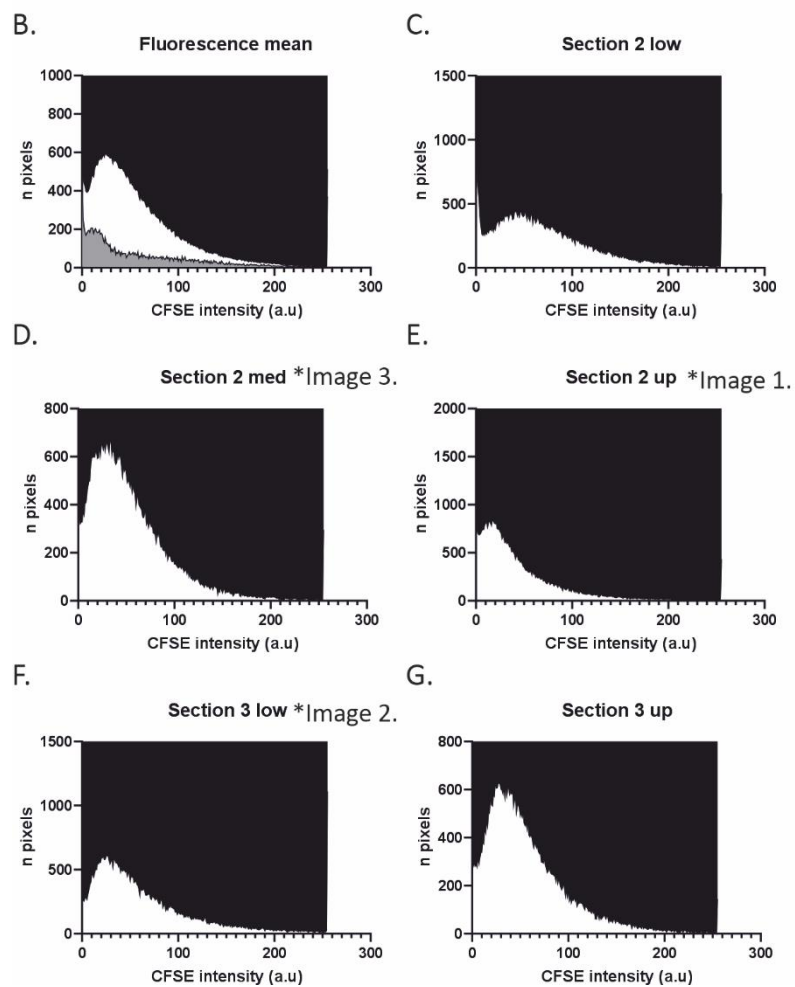 B.
Fluorescence mean
1000
800
600
400
200
0
n pixels
0 100 200 300
CFSE intensity (a.u)
C.
Section 2 low
1500
1000
500
0
n pixels
0 100 200 300
CFSE intensity (a.u)
D.
Section 2 med *Image 3.
800
600
400
200
0
n pixels
0 100 200 300
CFSE intensity (a.u)
E.
Section 2 up *Image 1.
2000
1500
1000
500
0
n pixels
0 100 200 300
CFSE intensity (a.u)
F.
Section 3 low *Image 2.
1500
1000
500
0
n pixels
0 100 200 300
CFSE intensity (a.u)
G.
Section 3 up
800
600
400
200
0
n pixels
0 100 200 300
CFSE intensity (a.u)